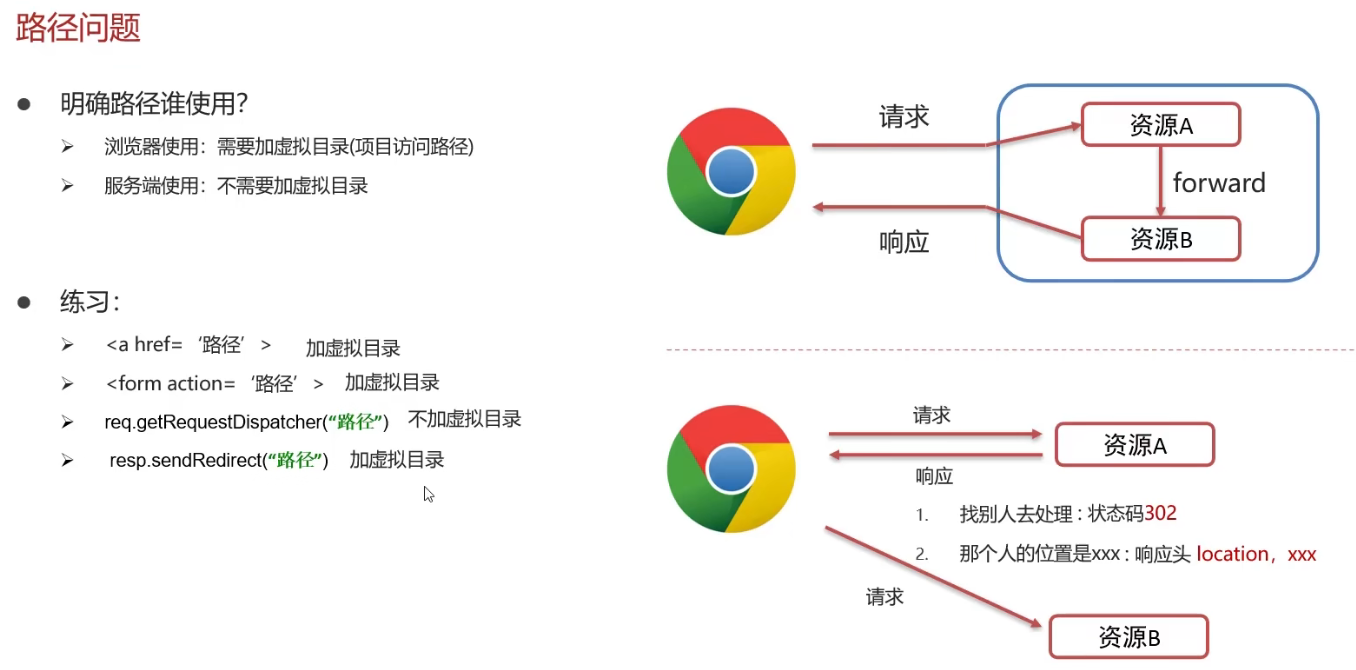 路径问题
明确路径谁使用？
浏览器使用：需要加虚拟目录(项目访问路径)
服务端使用：不需要加虚拟目录
练习：
<a href=‘路径’> 加虚拟目录
<form action=‘路径’> 加虚拟目录
req.getRequestDispatcher(“路径”) 不加虚拟目录
resp.sendRedirect(“路径”) 加虚拟目录
请求
资源A
forward
响应
资源B
请求
资源A
响应
1. 找别人去处理 : 状态码302
2. 那个人的位置是xxx : 响应头 location，xxx
请求
资源B